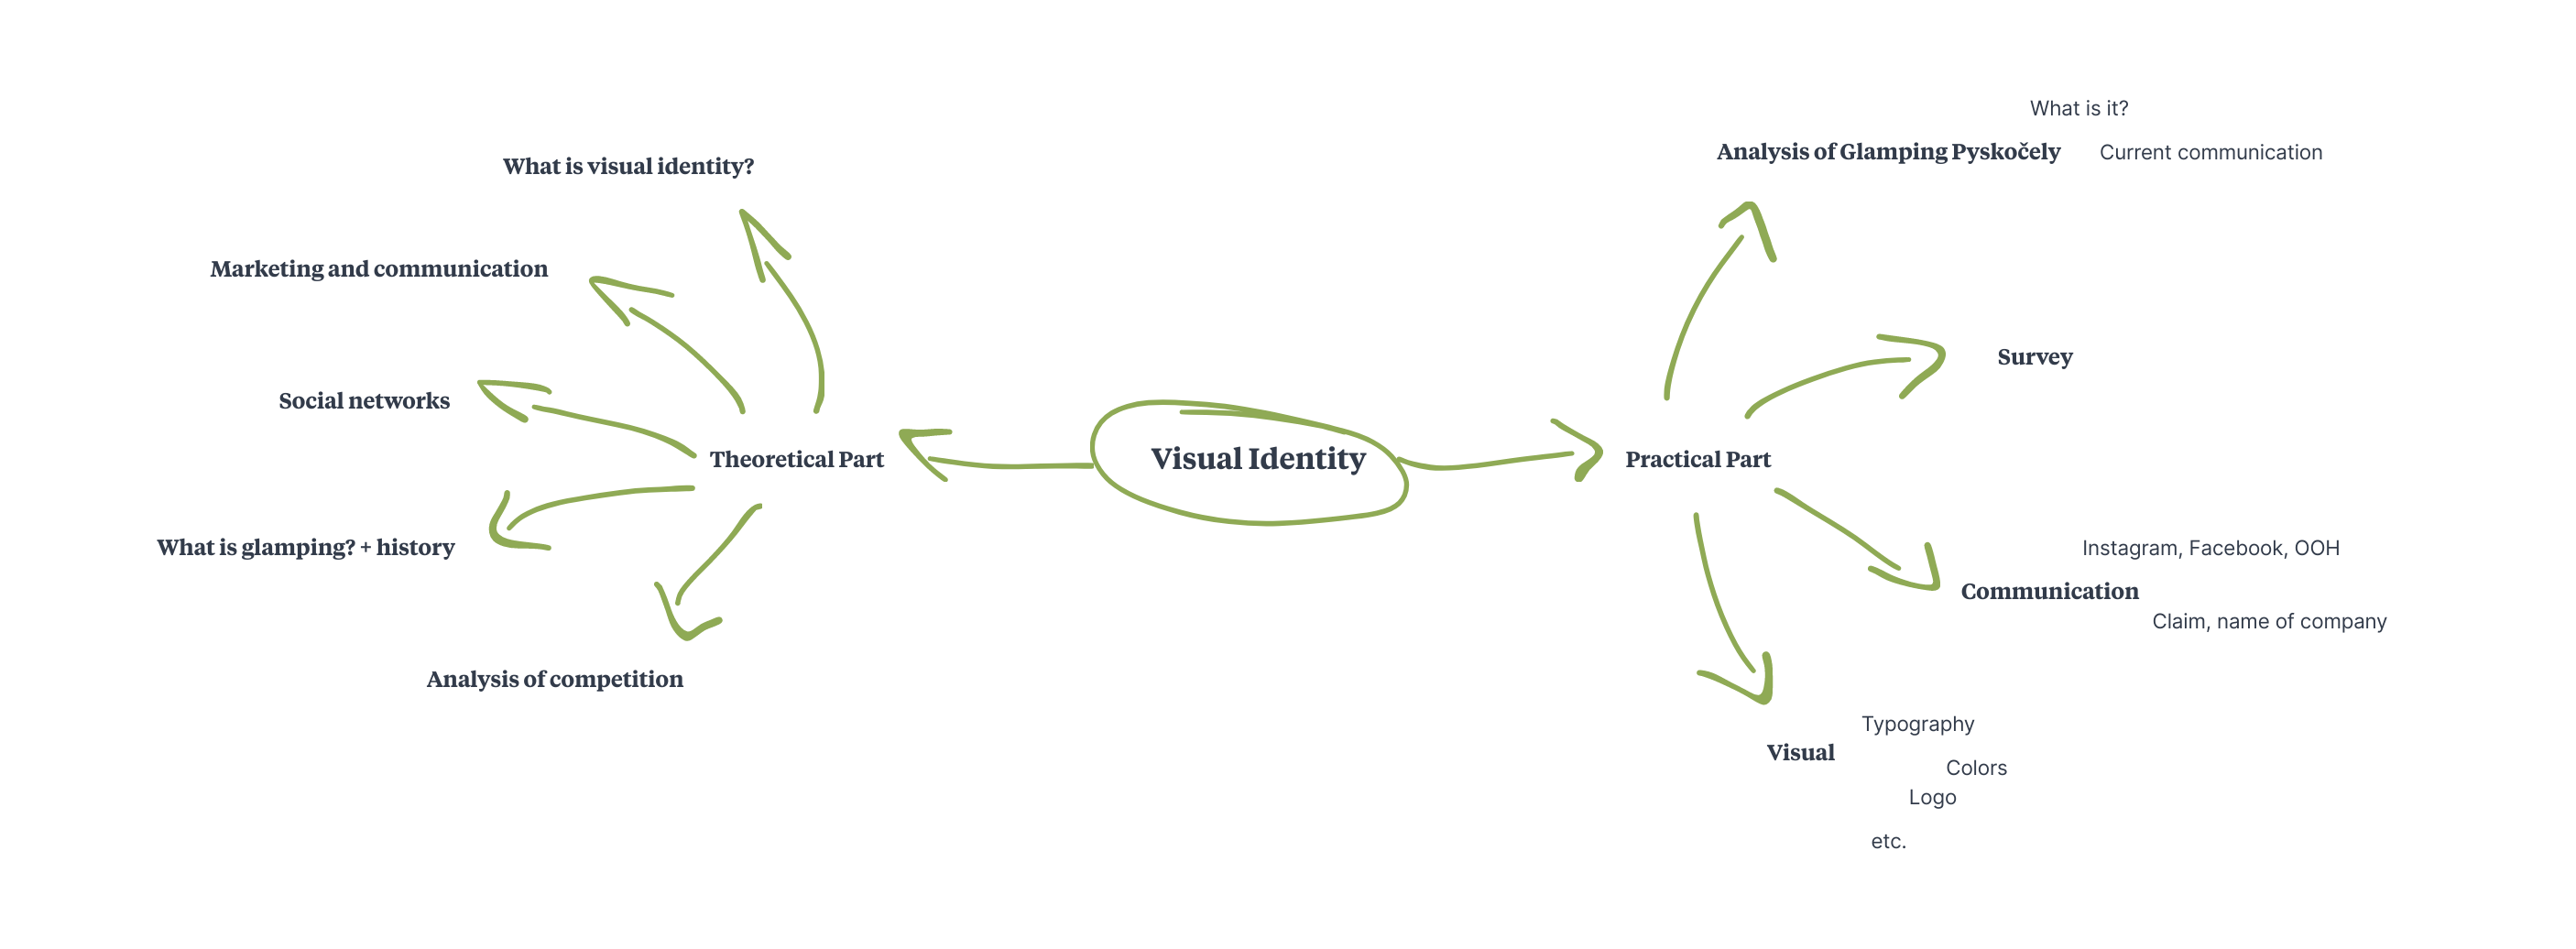 Visual Identity
Theoretical Part
What is visual identity?
Marketing and communication
Social networks
What is glamping? + history
Analysis of competition
Practical Part
What is it?
Analysis of Glamping Pyskočely
Current communication
Survey
Instagram, Facebook, OOH
Communication
Claim, name of company
Typography
Visual
Colors
Logo
etc.